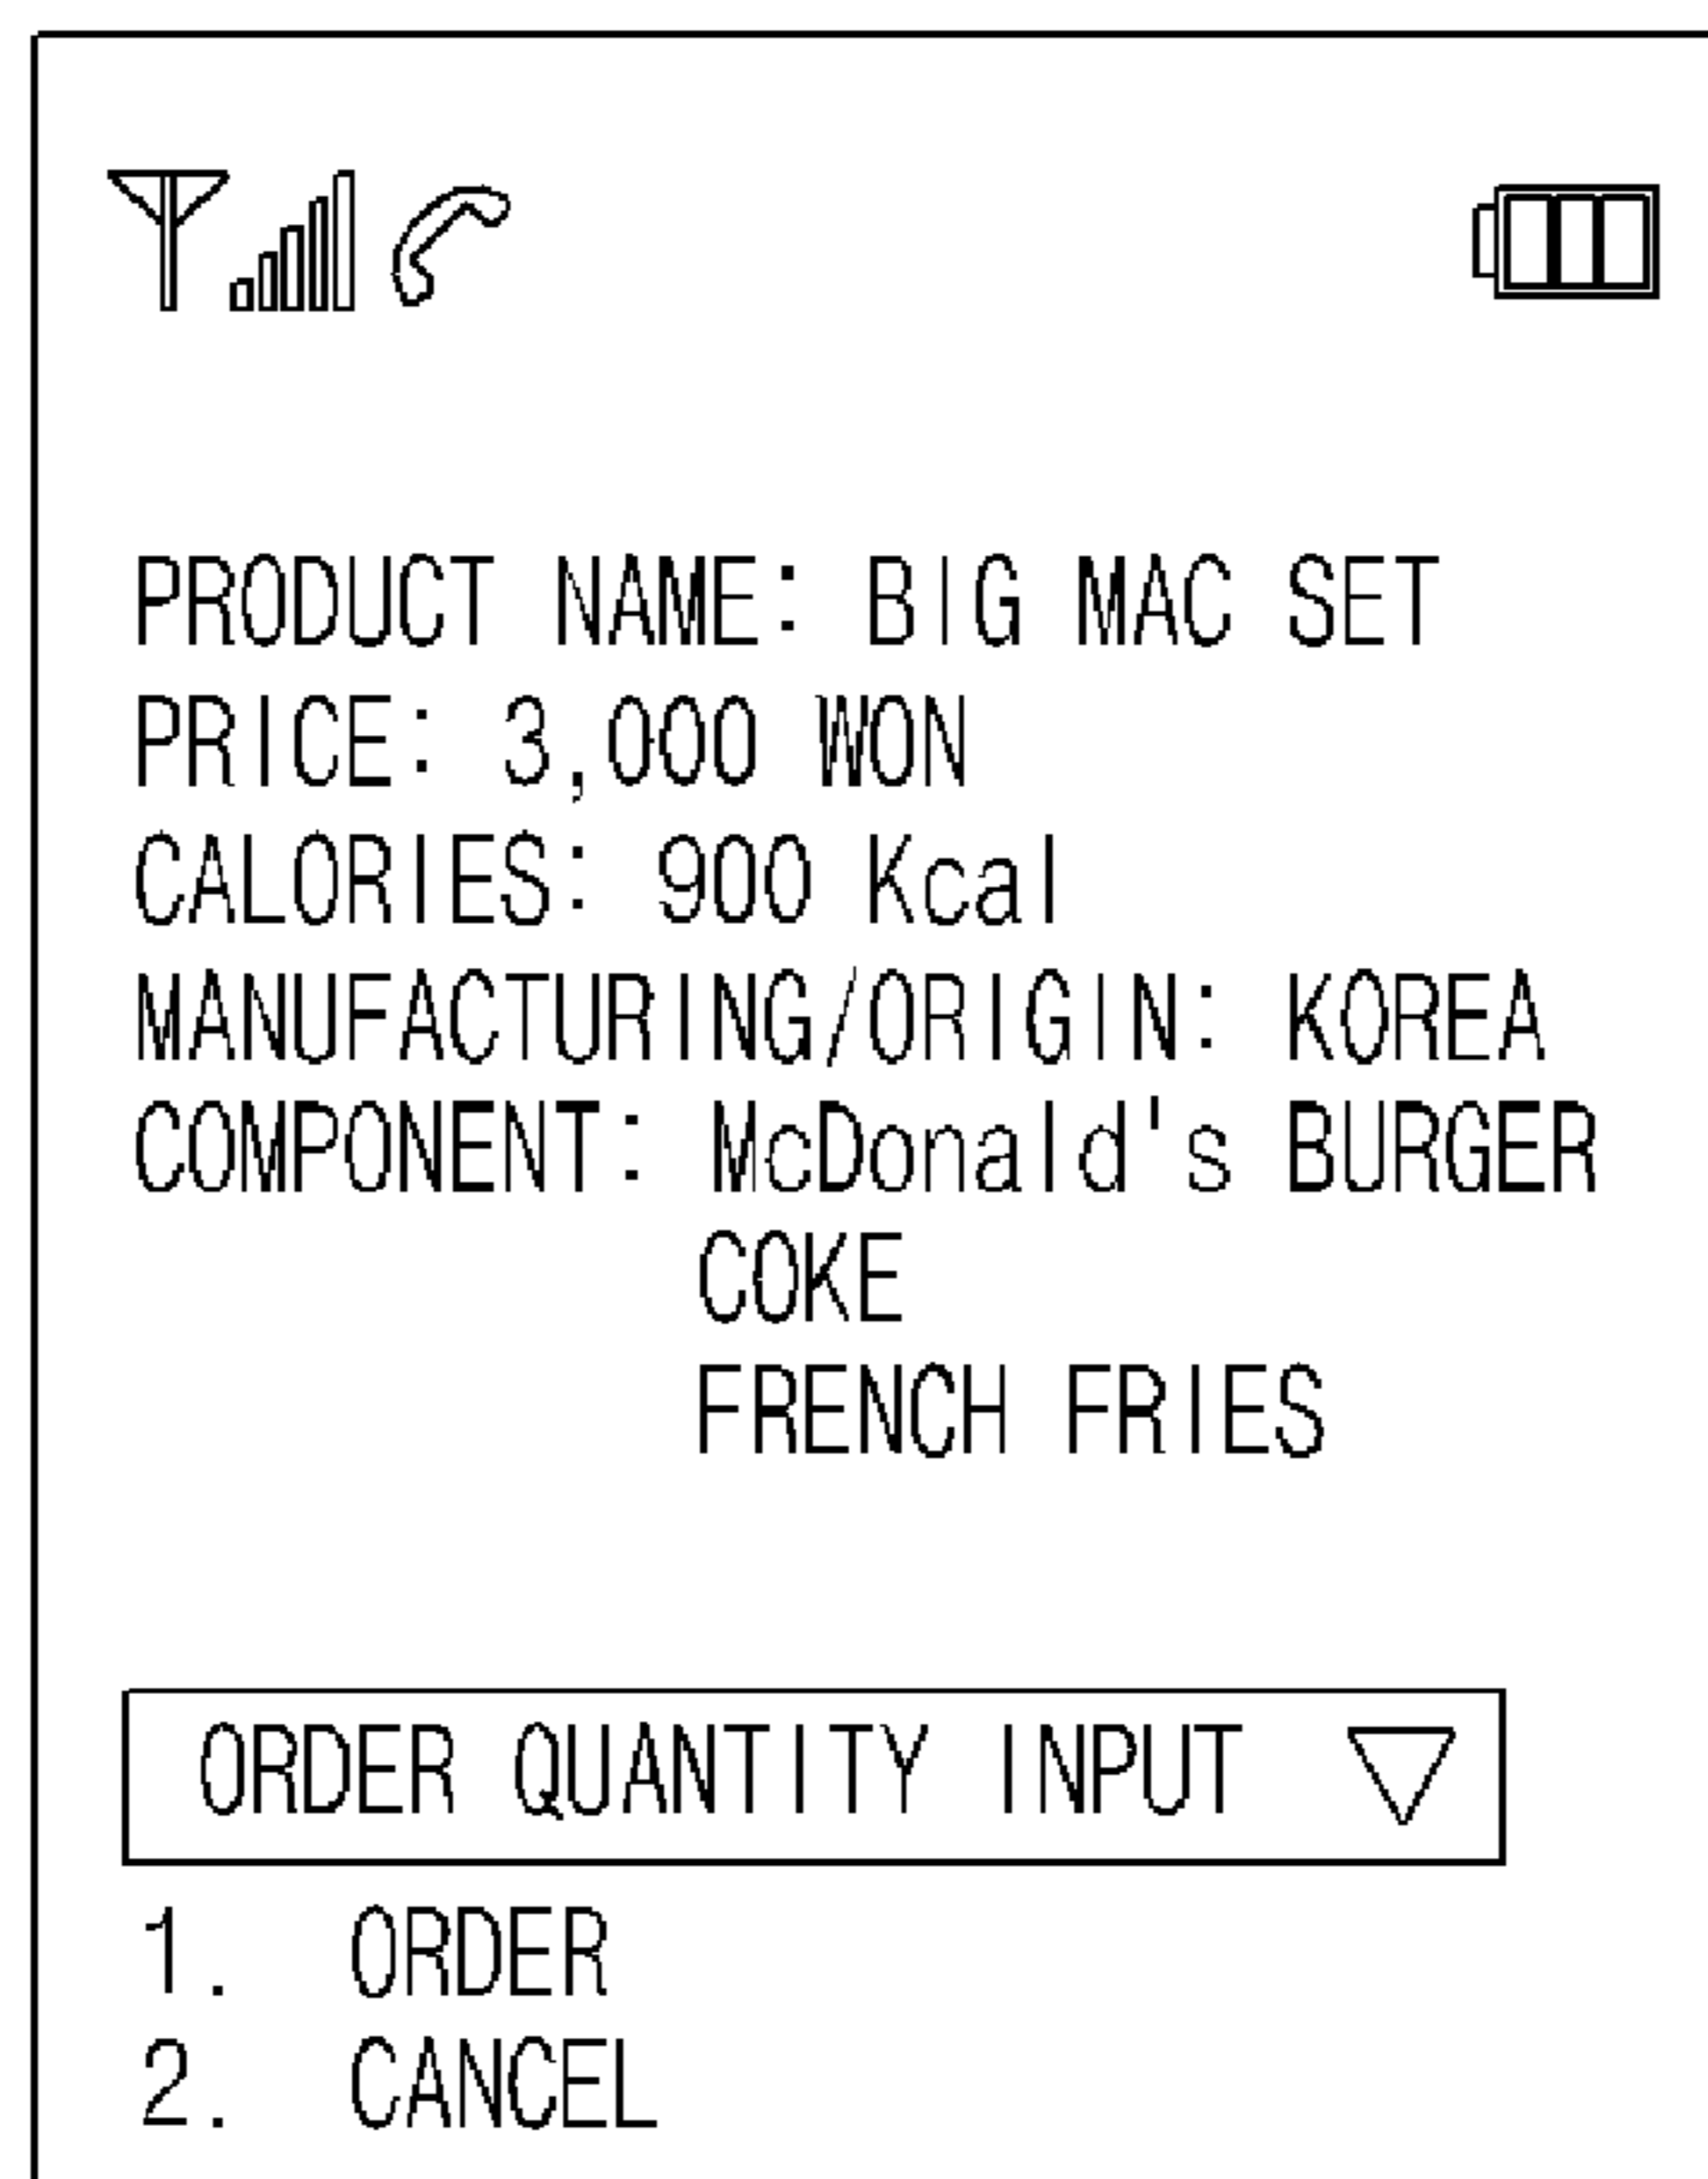 PRODUCT NAME: BIG MAC SET
PRICE: 3,000 WON
CALORIES: 900 Kcal
MANUFACTURING/ORIGIN: KOREA
COMPONENT: McDonald's BURGER
COKE
FRENCH FRIES
ORDER QUANTITY INPUT
1. ORDER
2. CANCEL